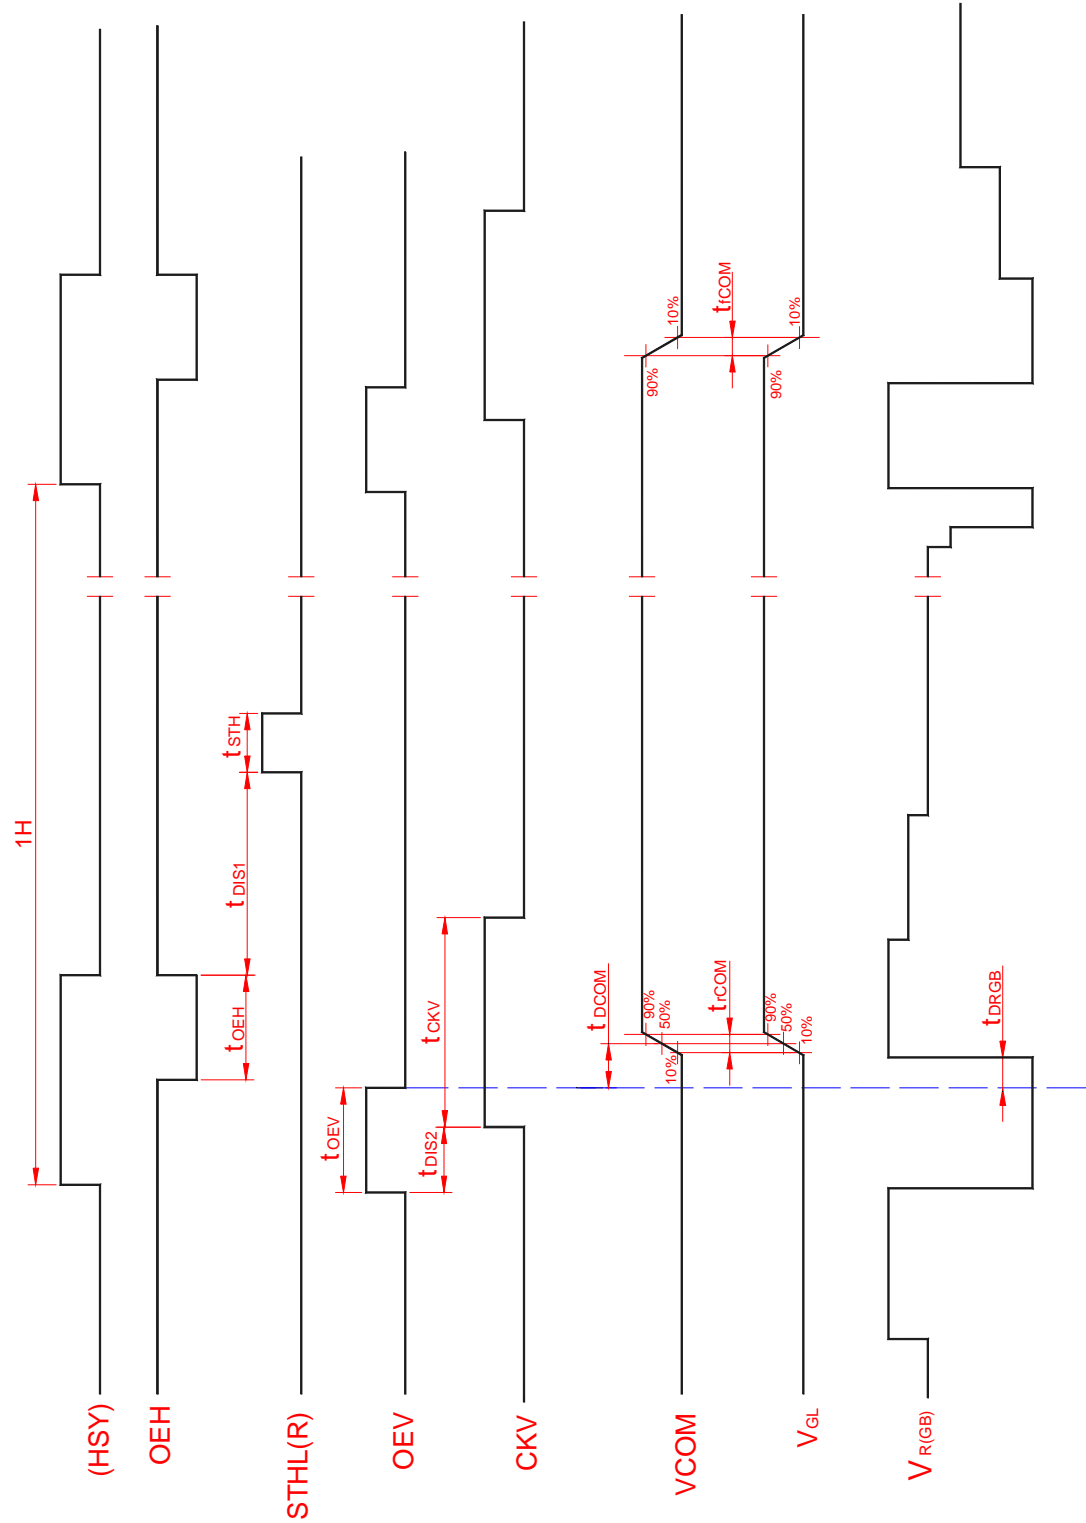 (HSY)
1H
OEH
tOEH
tDIS1
tSTH
STHL(R)
OEV
tOEV
CKV
tDIS2
tCKV
VCOM
tDCOM
10%
50%
90%
90%
10%
trCOM
tfCOM
VGL
10%
50%
90%
90%
10%
VR(GB)
tDRGB